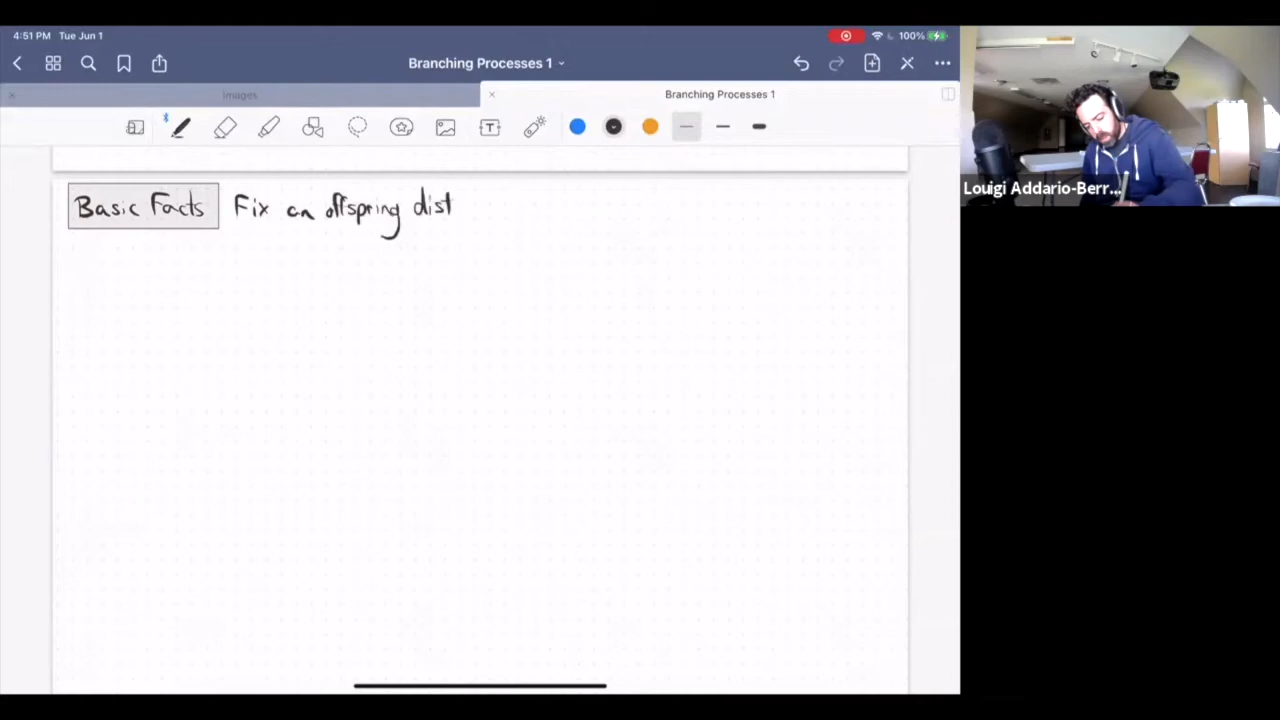 4:51 PM Tue Jun 1
100%
Branching Processes 1
Images
Branching Processes 1
T
Basic Facts Fix an offspring dist
Louigi Addario-Berr...